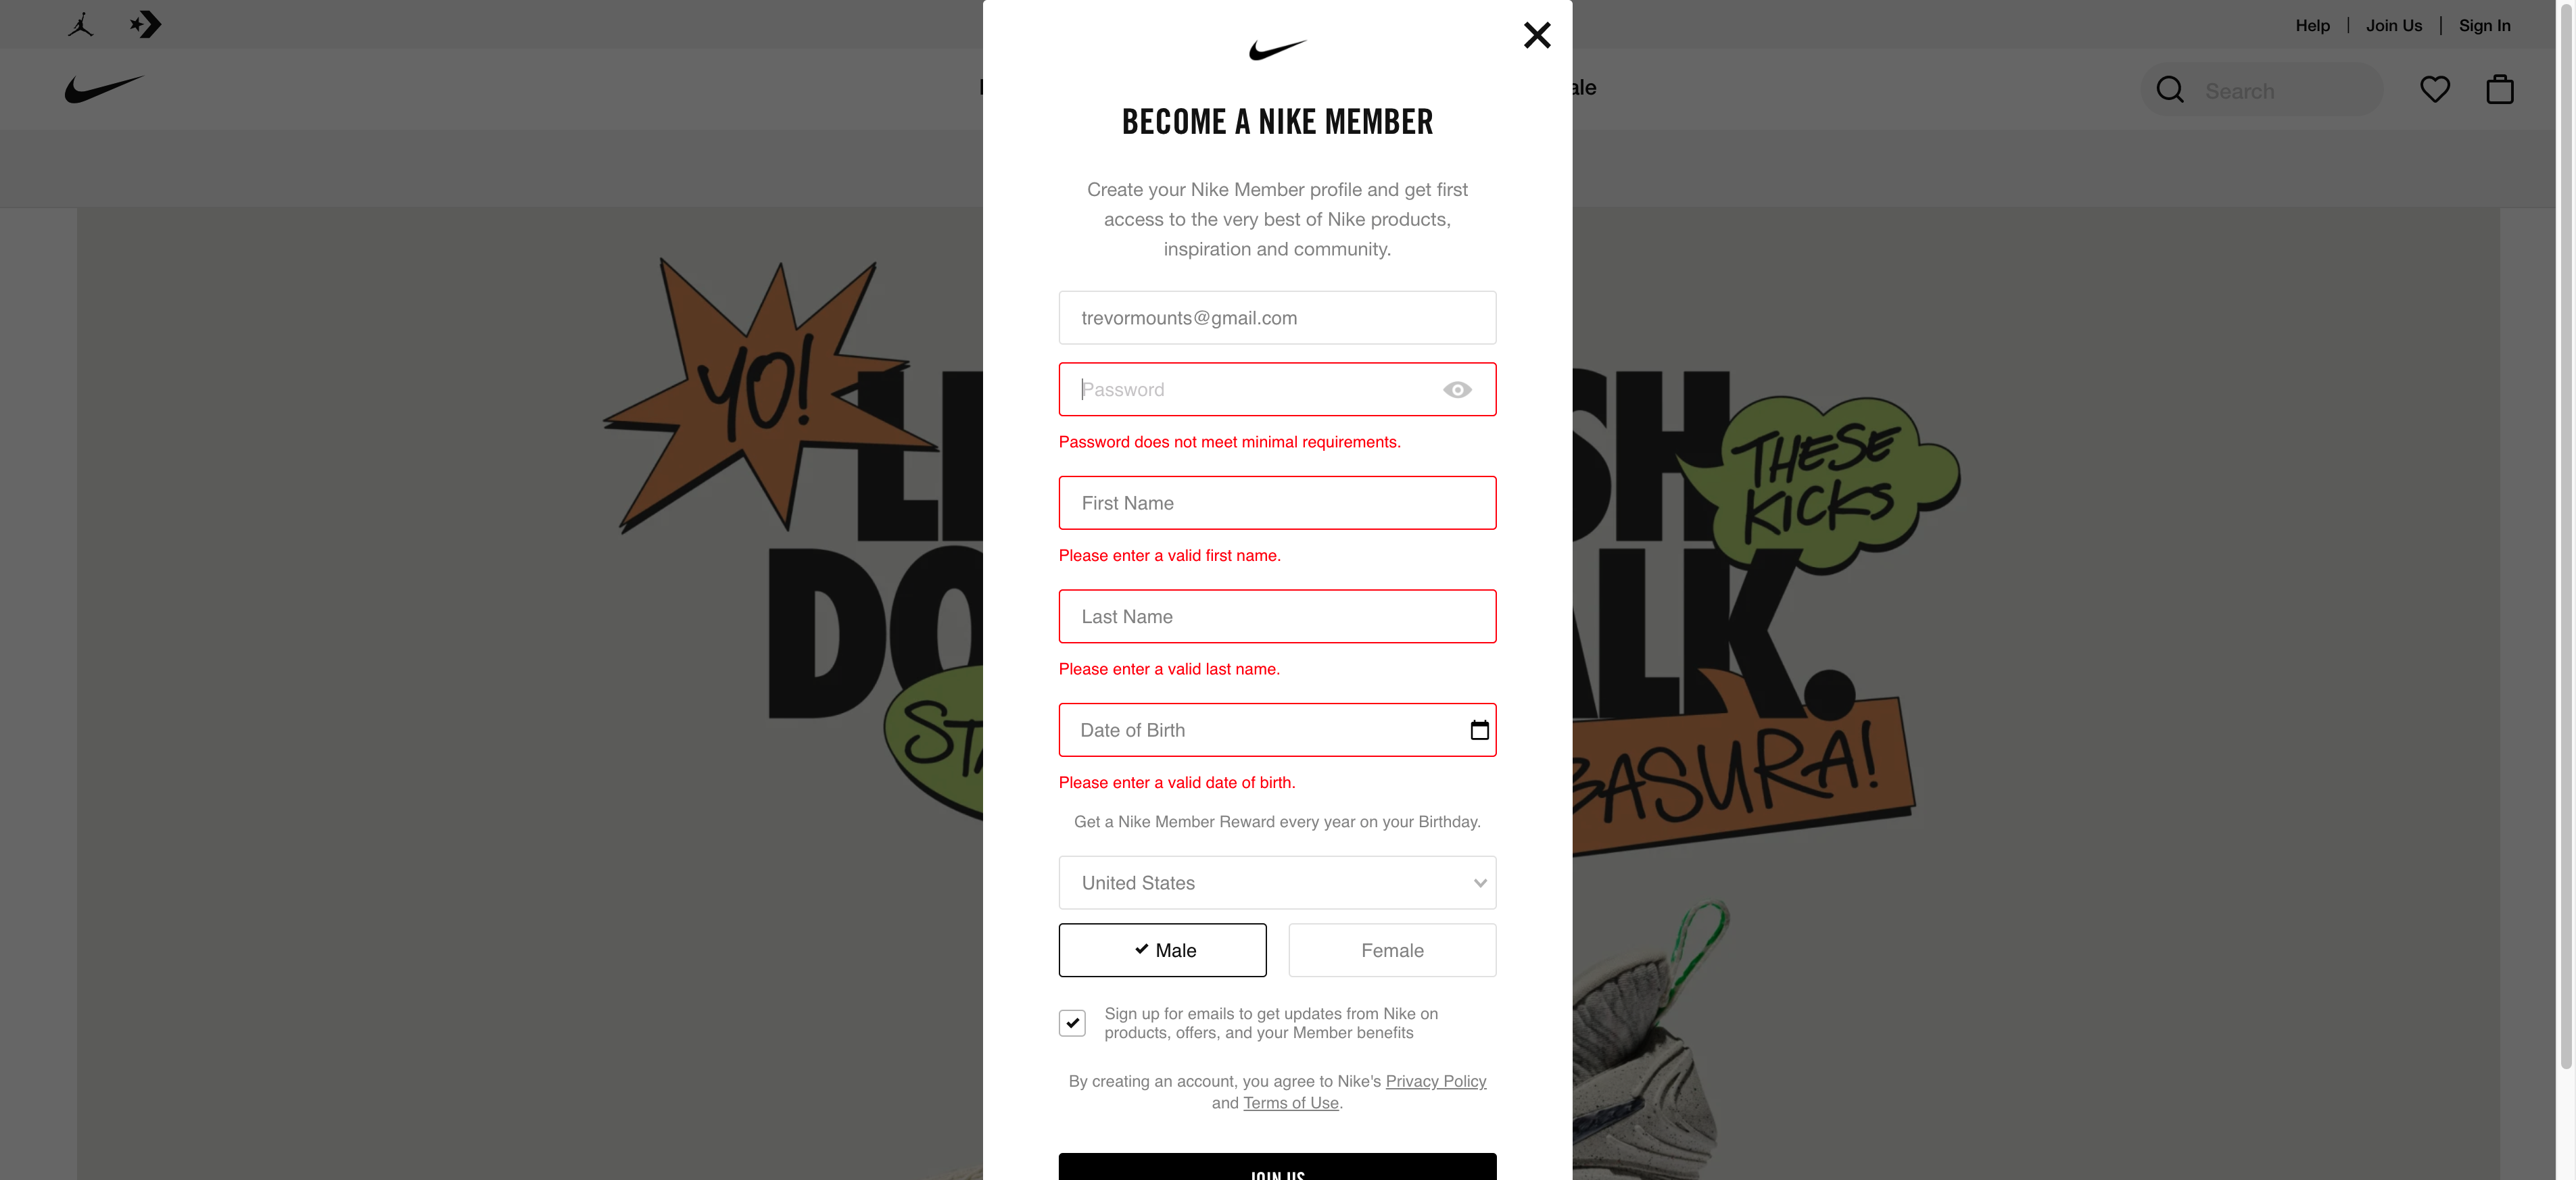 Help | Join Us | Sign In
ale
Search
BECOME A NIKE MEMBER
Create your Nike Member profile and get first
access to the very best of Nike products,
inspiration and community.
trevormounts@gmail.com
Password
Password does not meet minimal requirements.
First Name
Please enter a valid first name.
Last Name
Please enter a valid last name.
Date of Birth
Please enter a valid date of birth.
Get a Nike Member Reward every year on your Birthday.
United States
Male
Female
Sign up for emails to get updates from Nike on
products, offers, and your Member benefits
By creating an account, you agree to Nike's Privacy Policy
and Terms of Use.
JOIN US
YO!
THESE
KICKS
BASURA!